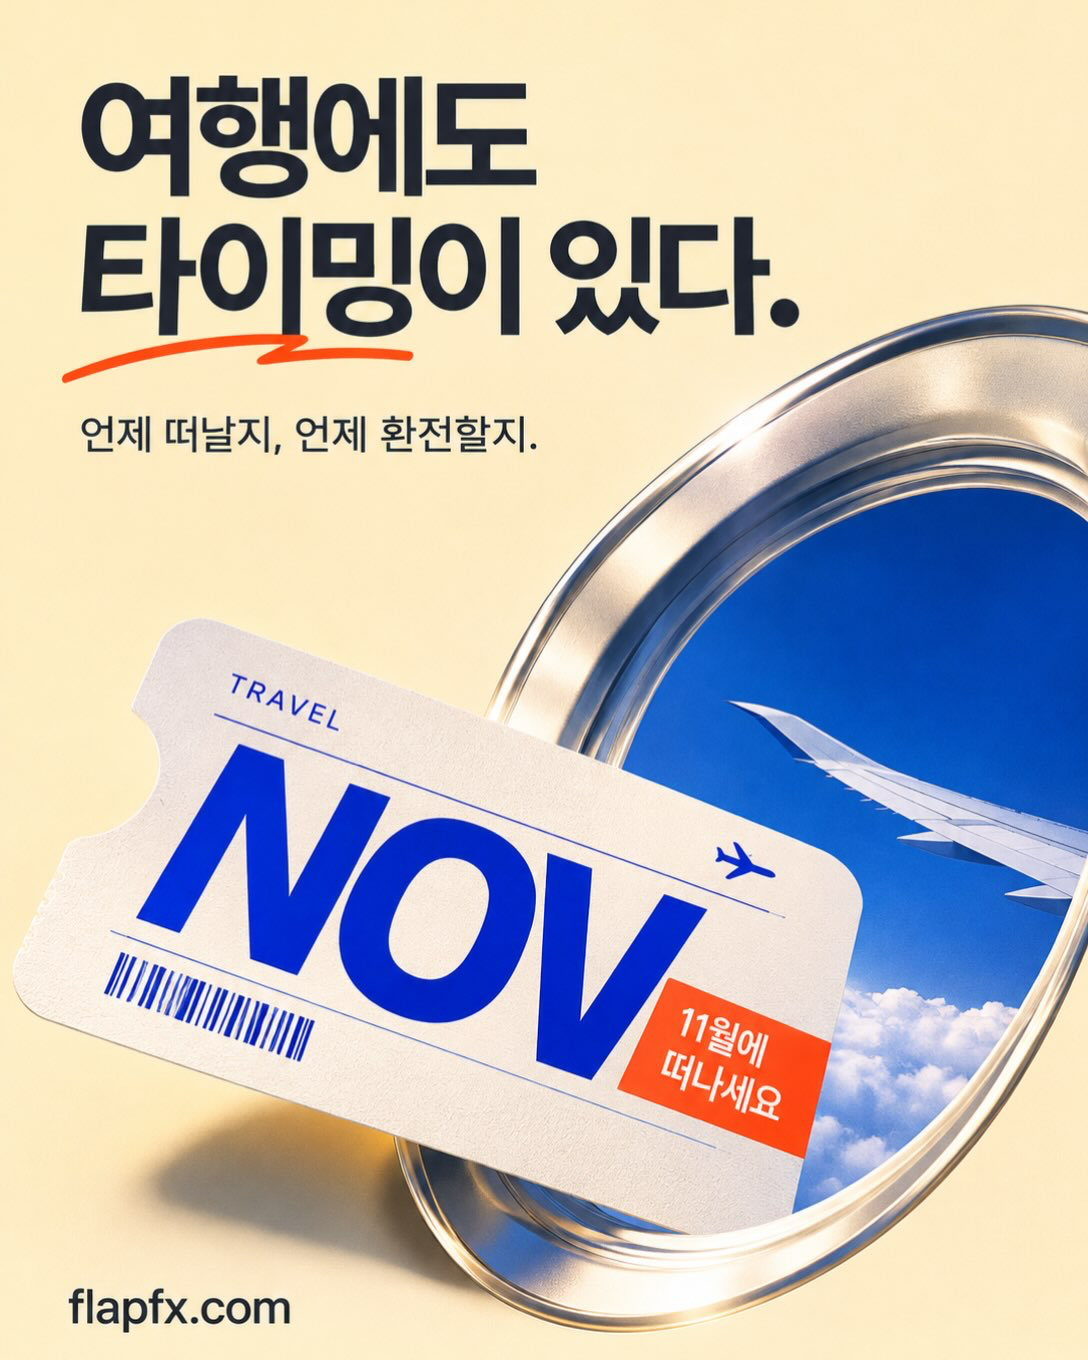 여행에도
타이밍이 있다.
언제 떠날지, 언제 환전할지.
TRAVEL
NOV
11월에
떠나세요
flapfx.com